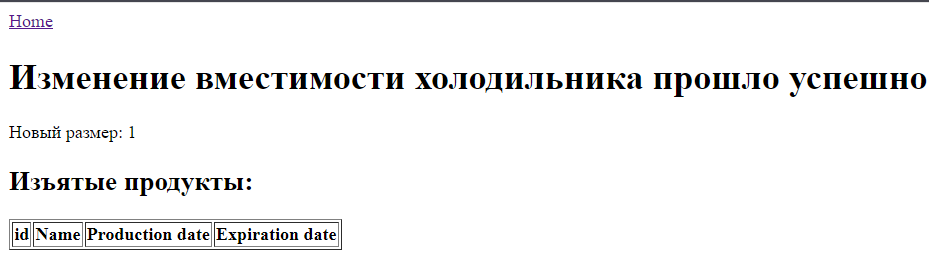 Home
Изменение вместимости холодильника прошло успешно
Новый размер: 1
Изъятые продукты:
id Name Production date Expiration date